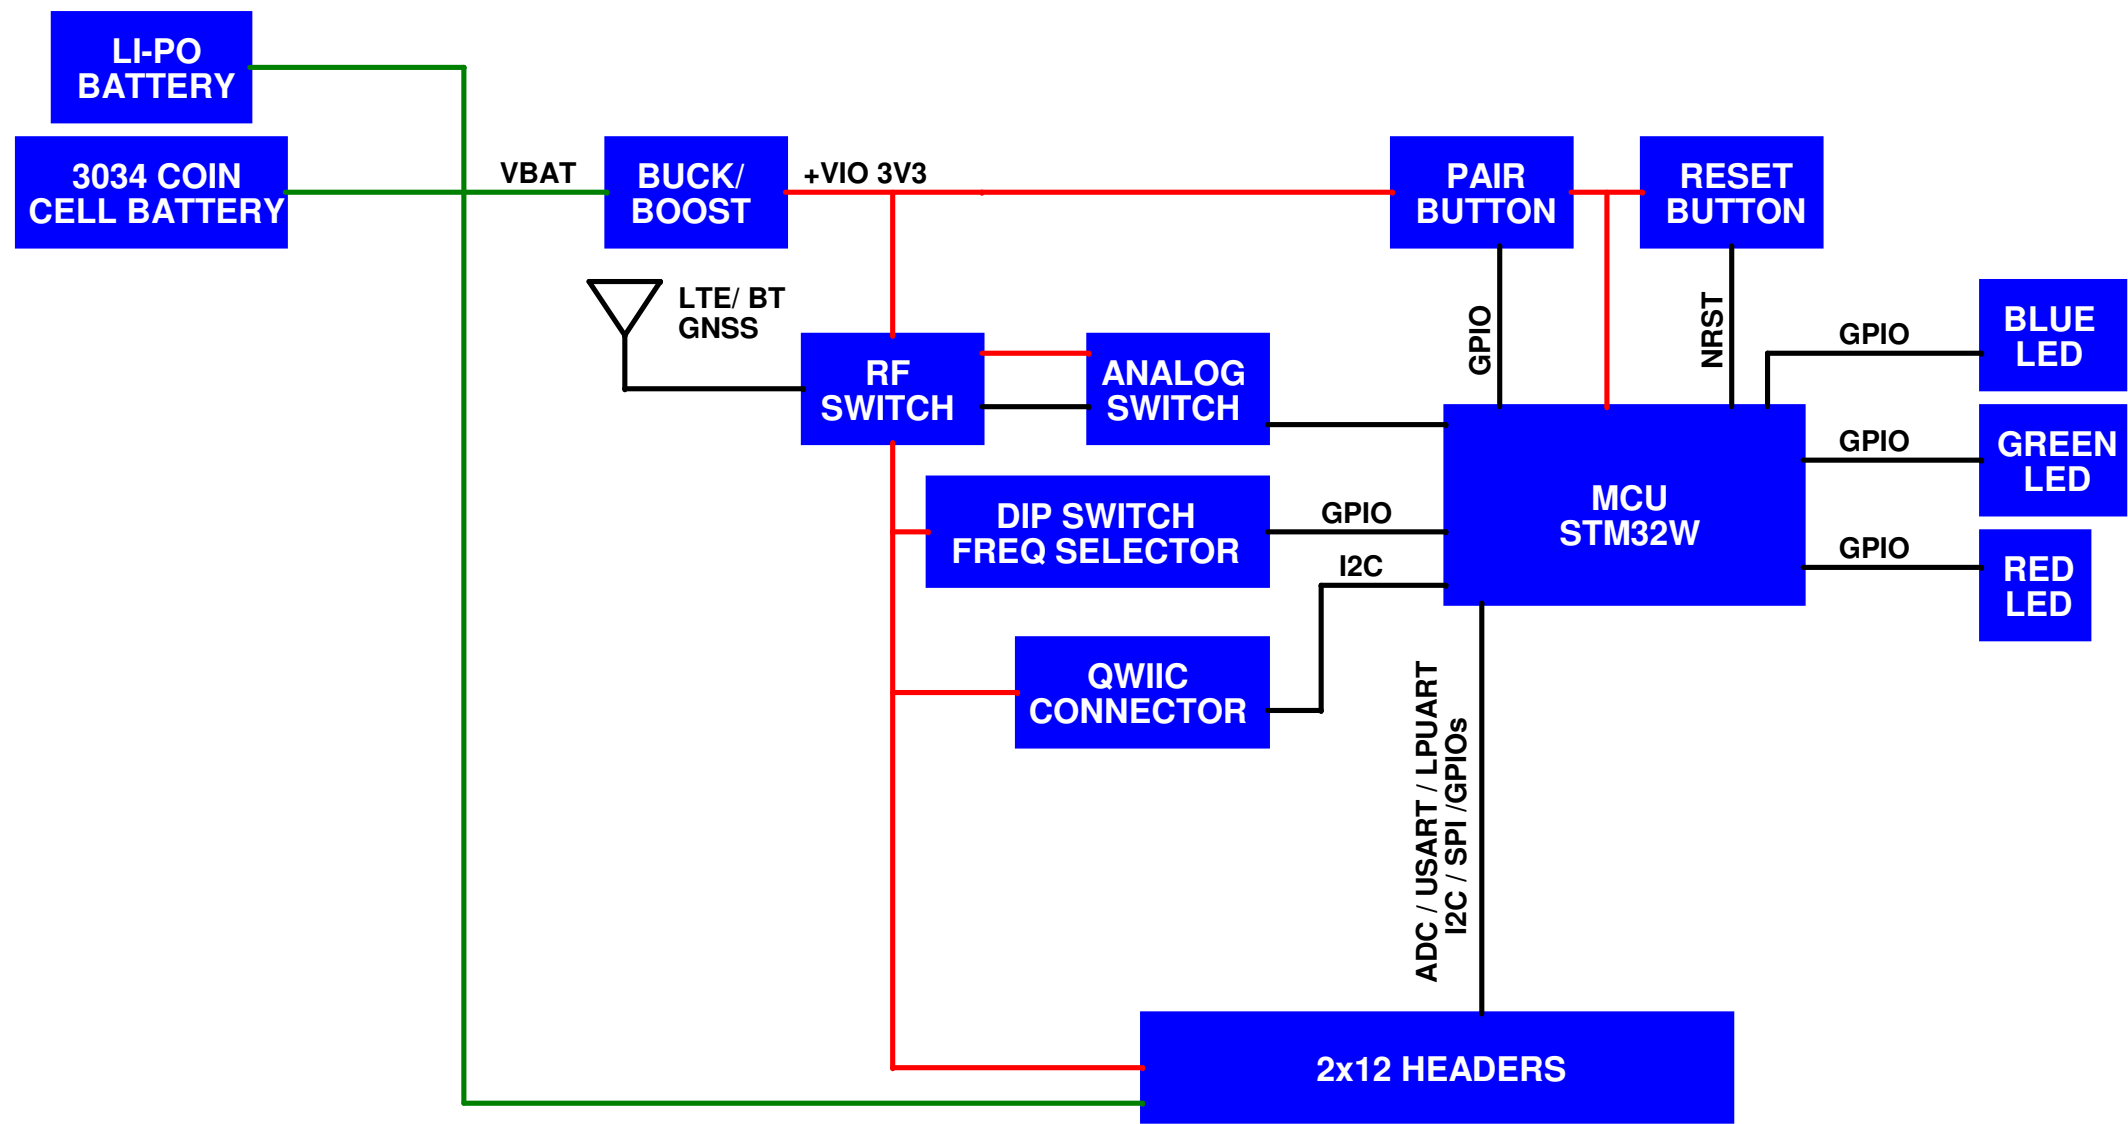 LI-PO
BATTERY
3034 COIN
CELL BATTERY
VBAT
BUCK/
BOOST
+VIO 3V3
PAIR
BUTTON
RESET
BUTTON
LTE/ BT
GNSS
RF
SWITCH
ANALOG
SWITCH
GPIO
NRST
GPIO
BLUE
LED
GPIO
GREEN
LED
GPIO
RED
LED
MCU
STM32W
DIP SWITCH
FREQ SELECTOR
GPIO
I2C
QWIIC
CONNECTOR
ADC / USART / LPUART
I2C / SPI /GPIOs
2x12 HEADERS